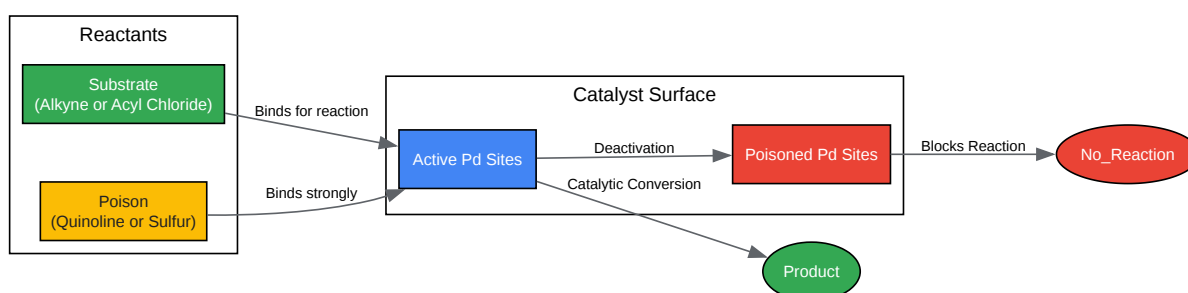 Reactants
Substrate
(Alkyne or Acyl Chloride)
Poison
(Quinoline or Sulfur)
Binds for reaction
Binds strongly
Catalyst Surface
Active Pd Sites
Deactivation
Catalytic Conversion
Poisoned Pd Sites
Blocks Reaction
No_Reaction
Product